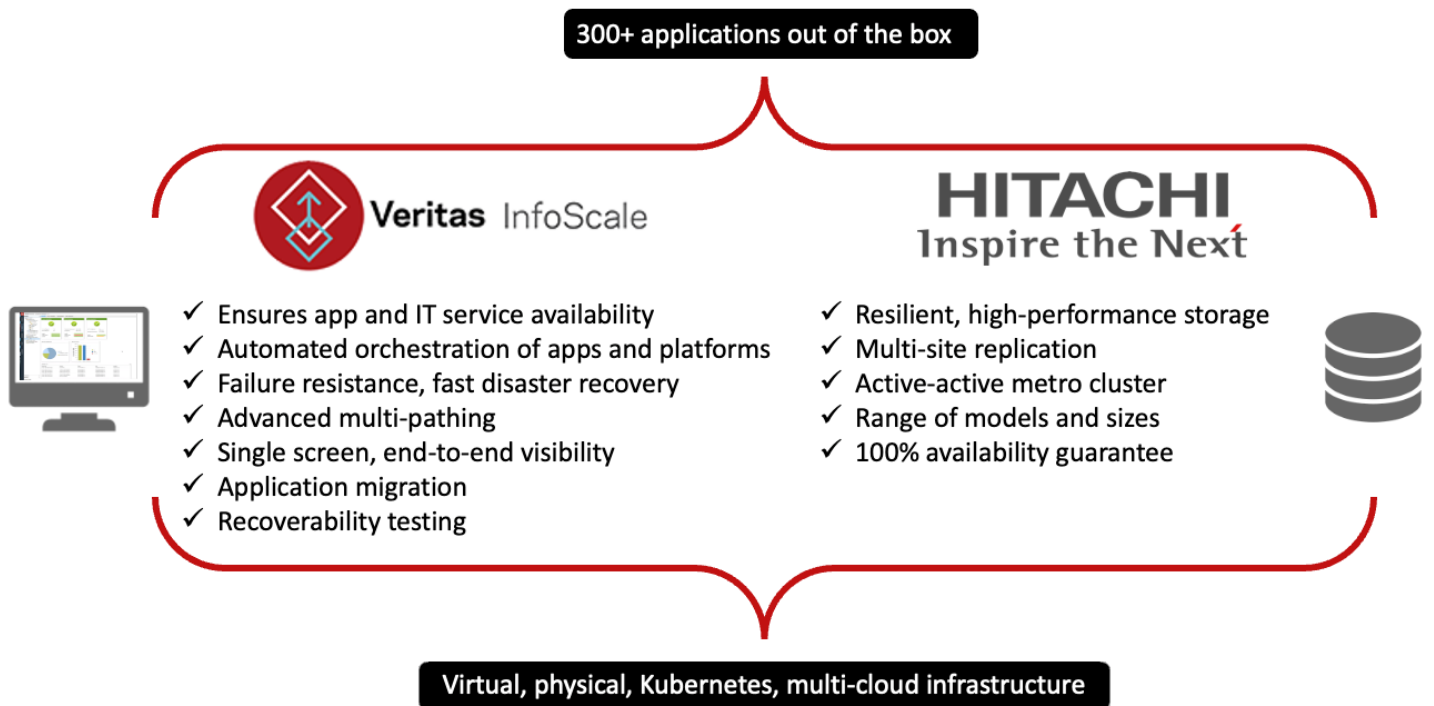 300+ applications out of the box
Veritas InfoScale
HITACHI
Inspire the Next
✓ Ensures app and IT service availability
✓ Automated orchestration of apps and platforms
✓ Failure resistance, fast disaster recovery
✓ Advanced multi-pathing
✓ Single screen, end-to-end visibility
✓ Application migration
✓ Recoverability testing
✓ Resilient, high-performance storage
✓ Multi-site replication
✓ Active-active metro cluster
✓ Range of models and sizes
✓ 100% availability guarantee
Virtual, physical, Kubernetes, multi-cloud infrastructure